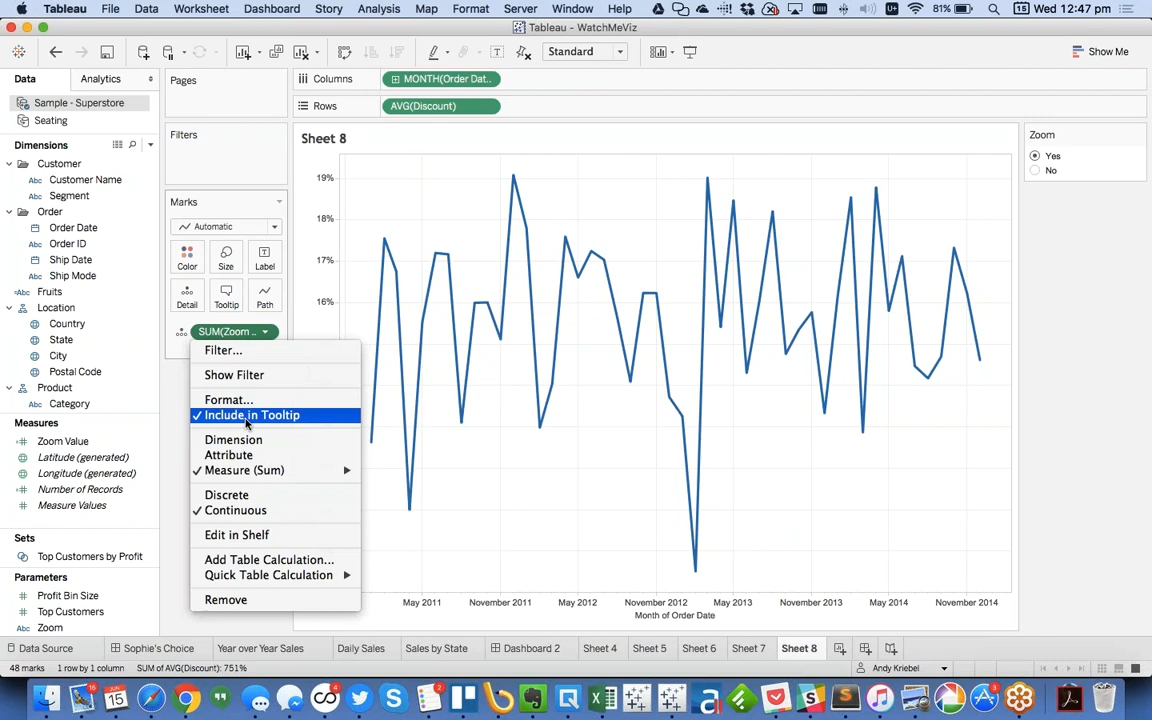 Tableau File Data Worksheet Dashboard Story Analysis Map Format Server Window Help 81% 15 Wed 12:47 pm
Tableau - WatchMeViz
Standard Show Me
Data Analytics
Sample - Superstore
Seating
Dimensions
Customer
Abc Customer Name
Abc Segment
Order
Order Date
Abc Order ID
Ship Date
Abc Ship Mode
=Abc Fruits
Location
Country
State
City
Postal Code
Product
Abc Category
Measures
Zoom Value
Latitude (generated)
Longitude (generated)
Number of Records
Measure Values
Sets
Top Customers by Profit
Parameters
# Profit Bin Size
# Top Customers
Zoom
Pages
Filters
Marks
Automatic
Color Size Label
Detail Tooltip Path
SUM(Zoom ..
Filter...
Show Filter
Format...
✓ Include in Tooltip
Dimension
Attribute
✓ Measure (Sum)
Discrete
✓ Continuous
Edit in Shelf
Add Table Calculation...
Quick Table Calculation
Remove
Columns MONTH(Order Dat..
Rows AVG(Discount)
Sheet 8
19%
18%
17%
16%
May 2011 November 2011 May 2012 November 2012 May 2013 November 2013 May 2014 November 2014
Month of Order Date
Zoom
Yes
No
Data Source Sophie's Choice Year over Year Sales Daily Sales Sales by State Dashboard 2 Sheet 4 Sheet 5 Sheet 6 Sheet 7 Sheet 8
48 marks 1 row by 1 column SUM of AVG(Discount): 751% Andy Kriebel